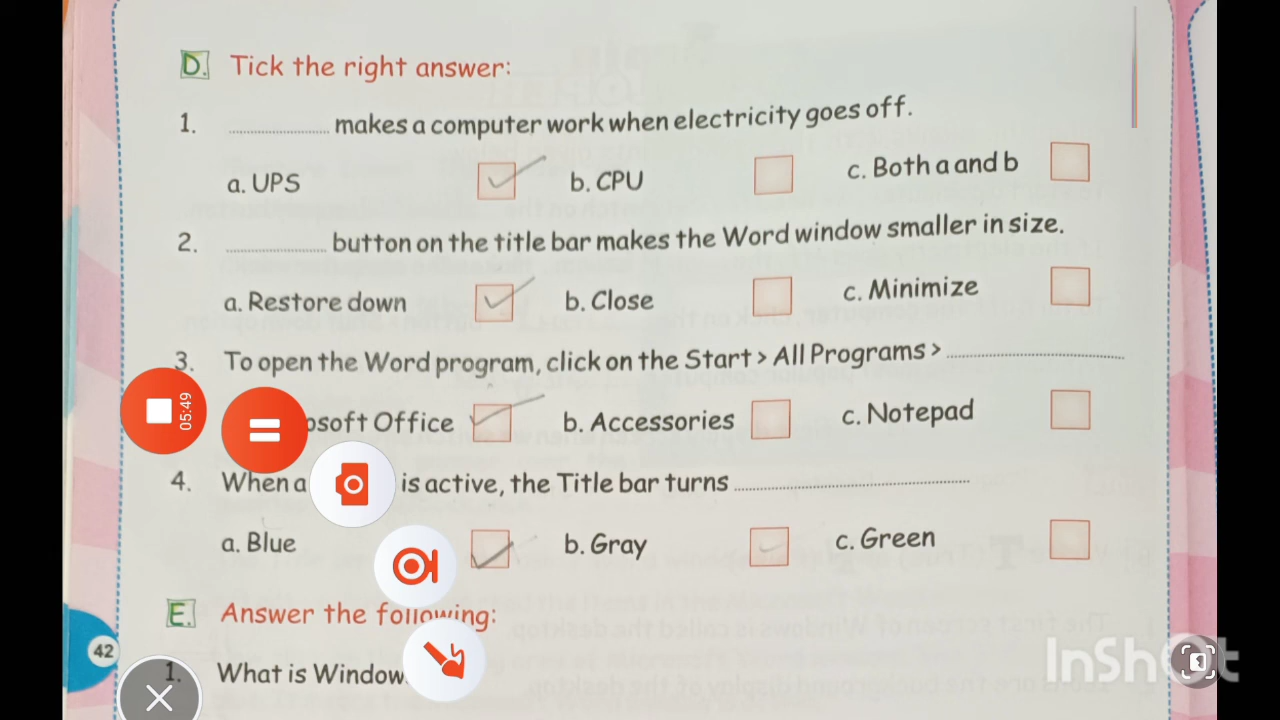 D. Tick the right answer:
1. .................... makes a computer work when electricity goes off.
a. UPS b. CPU c. Both a and b
2. .................... button on the title bar makes the Word window smaller in size.
a. Restore down b. Close c. Minimize
3. To open the Word program, click on the Start > All Programs > ....................
osoft Office b. Accessories c. Notepad
05:49
4. When a is active, the Title bar turns ....................
a. Blue b. Gray c. Green
E. Answer the following:
42
1. What is Window
InShot